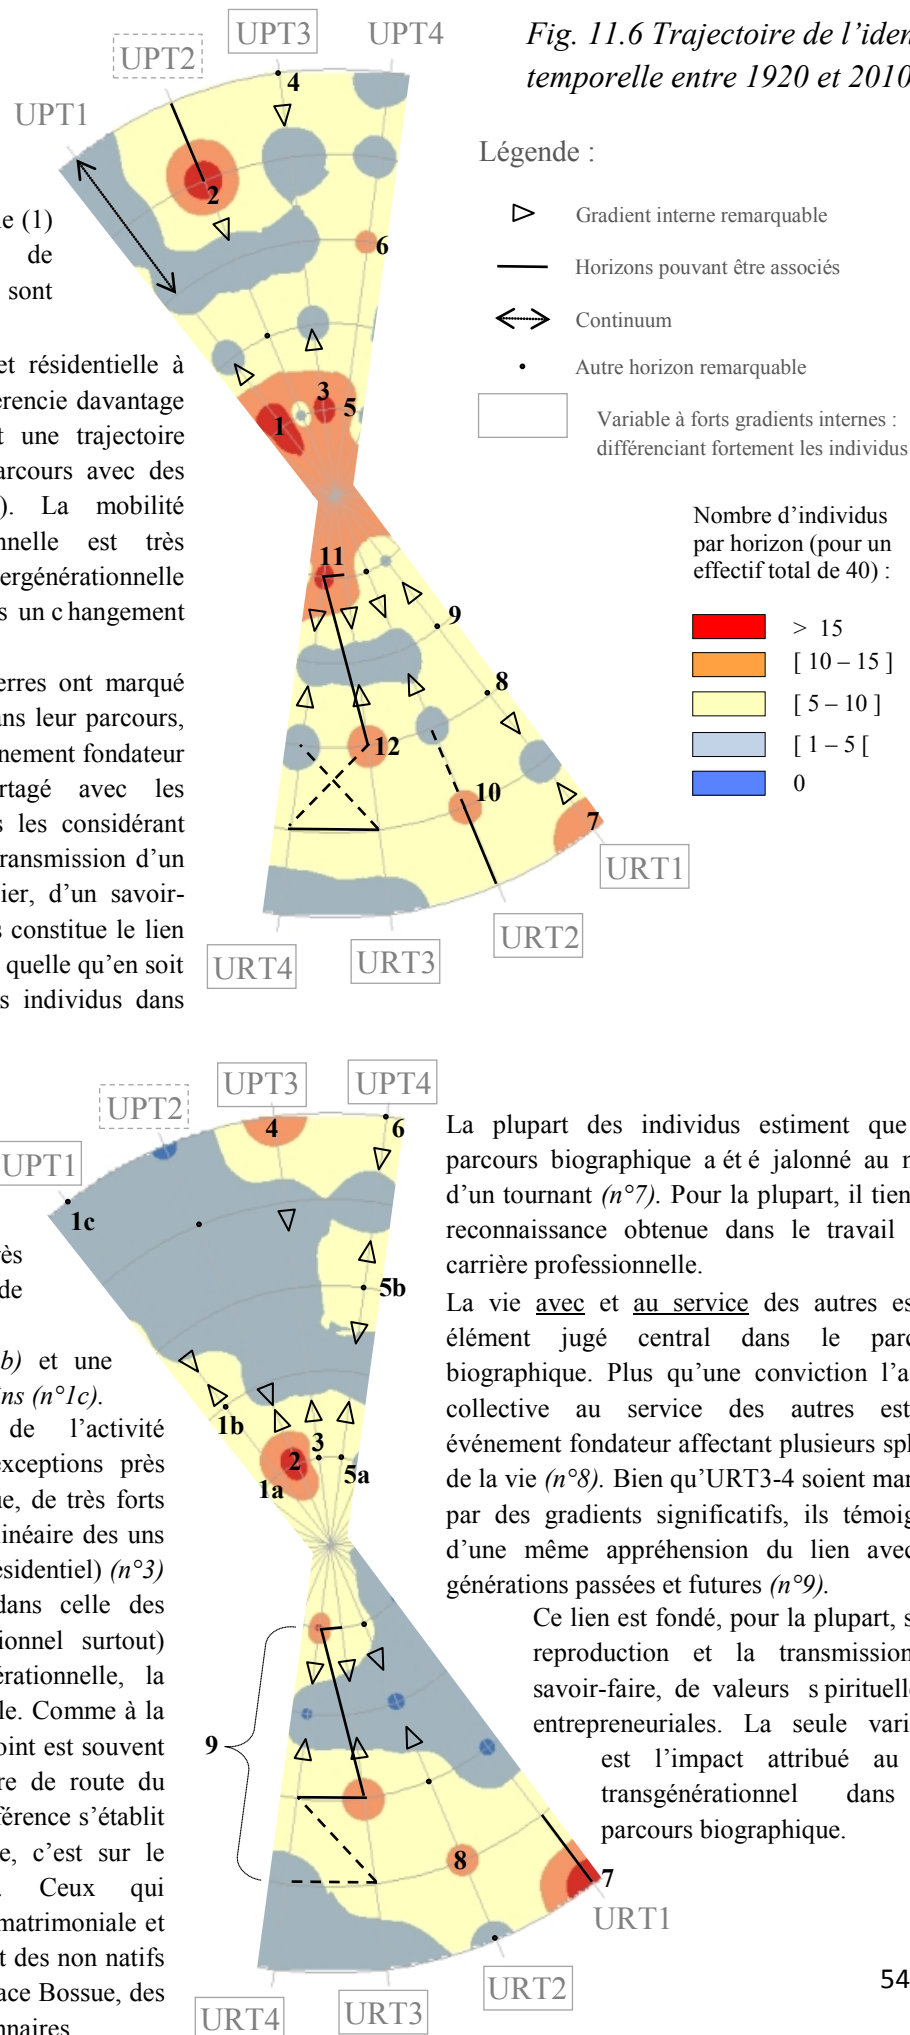 Fig. 11.6 Trajectoire de l’iden
temporelle entre 1920 et 2010
UPT1
UPT2
UPT3
UPT4
4
2
6
3
5
1
11
9
8
12
10
7
URT1
URT2
URT3
URT4
Légende :
Gradient interne remarquable
Horizons pouvant être associés
Continuum
Autre horizon remarquable
Variable à forts gradients internes :
différenciant fortement les individus
Nombre d’individus
par horizon (pour un
effectif total de 40) :
> 15
[ 10 – 15 ]
[ 5 – 10 ]
[ 1 – 5 [
0
e (1)
de
sont
et résidentielle à
érencie davantage
t une trajectoire
arcours avec des
). La mobilité
nnelle est très
ergénérationnelle
s un c hangement
erres ont marqué
ans leur parcours,
nement fondateur
rtagé avec les
s les considérant
transmission d’un
ier, d’un savoir-
s constitue le lien
quelle qu’en soit
s individus dans
UPT1
UPT2
UPT3
UPT4
4
6
1c
5b
1b
3
2
5a
1a
9
8
7
URT1
URT2
URT3
URT4
rès
de
b) et une
ns (n°1c).
de l’activité
exceptions près
ue, de très forts
linéaire des uns
ésidentiel) (n°3)
dans celle des
ionnel surtout)
érationnelle, la
le. Comme à la
oint est souvent
re de route du
férence s’établit
e, c’est sur le
. Ceux qui
matrimoniale et
t des non natifs
ace Bossue, des
nnaires.
La plupart des individus estiment que
parcours biographique a ét é jalonné au m
d’un tournant (n°7). Pour la plupart, il tien
reconnaissance obtenue dans le travail
carrière professionnelle.
La vie avec et au service des autres es
élément jugé central dans le parc
biographique. Plus qu’une conviction l’a
collective au service des autres est
événement fondateur affectant plusieurs sph
de la vie (n°8). Bien qu’URT3-4 soient mar
par des gradients significatifs, ils témoig
d’une même appréhension du lien avec
générations passées et futures (n°9).
Ce lien est fondé, pour la plupart, s
reproduction et la transmission
savoir-faire, de valeurs s pirituelle
entrepreneuriales. La seule vari
est l’impact attribué au
transgénérationnel dans
parcours biographique.
54